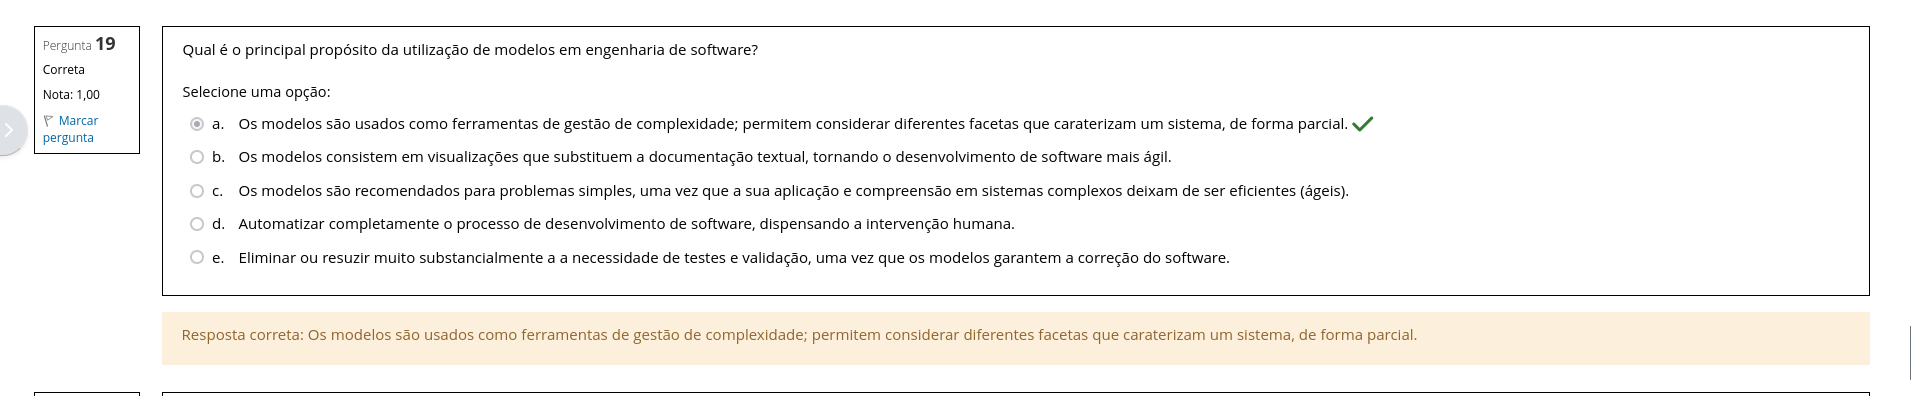 Pergunta 19
Correta
Nota: 1,00
Marcar
pergunta
Qual é o principal propósito da utilização de modelos em engenharia de software?
Selecione uma opção:
a. Os modelos são usados como ferramentas de gestão de complexidade; permitem considerar diferentes facetas que caraterizam um sistema, de forma parcial.
b. Os modelos consistem em visualizações que substituem a documentação textual, tornando o desenvolvimento de software mais ágil.
c. Os modelos são recomendados para problemas simples, uma vez que a sua aplicação e compreensão em sistemas complexos deixam de ser eficientes (ágeis).
d. Automatizar completamente o processo de desenvolvimento de software, dispensando a intervenção humana.
e. Eliminar ou resuzir muito substancialmente a a necessidade de testes e validação, uma vez que os modelos garantem a correção do software.
Resposta correta: Os modelos são usados como ferramentas de gestão de complexidade; permitem considerar diferentes facetas que caraterizam um sistema, de forma parcial.